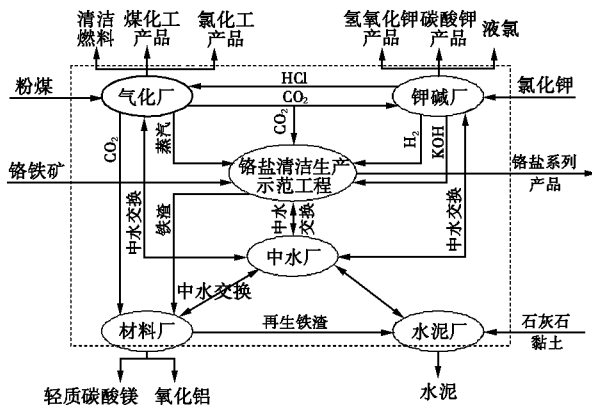 清洁
燃料
煤化工
产品
氯化工
产品
氢氧化钾
产品
碳酸钾
产品
液氯
粉煤
气化厂
HCl
CO₂
钾碱厂
氯化钾
CO₂
蒸汽
CO₂
H₂
KOH
铬铁矿
铬盐清洁生产
示范工程
铬盐系列
产品
中水交换
铁渣
中水
交换
中水交换
中水厂
中水交换
材料厂
再生铁渣
水泥厂
石灰石
黏土
轻质碳酸镁
氧化铝
水泥